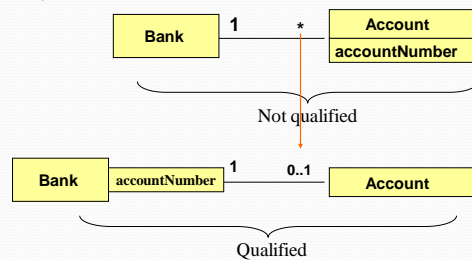 Bank
1
*
Account
accountNumber
Not qualified
Bank
accountNumber
1
0..1
Account
Qualified